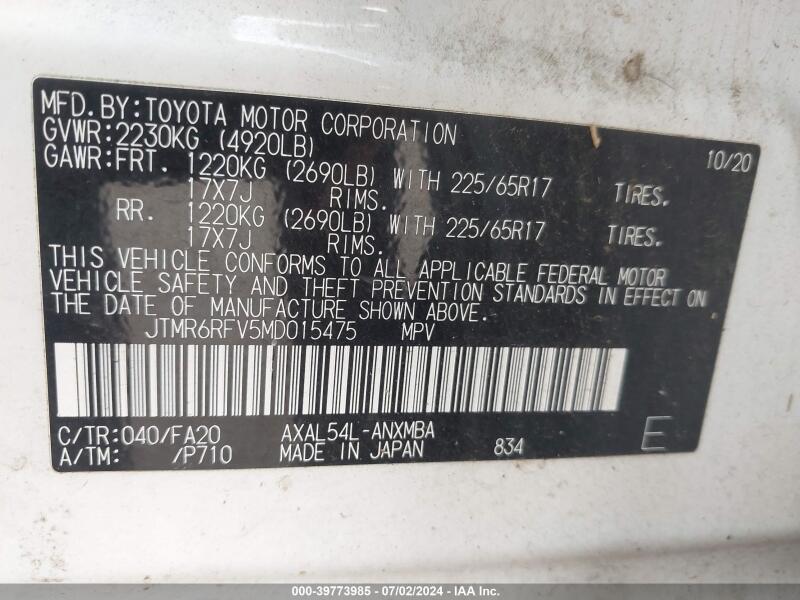 MFD.BY:TOYOTA MOTOR CORPORATION 10/20
GVWR:2230KG (4920LB)
GAWR:FRT. 1220KG (2690LB) WITH 225/65R17 TIRES.
17X7J RIMS.
RR. 1220KG (2690LB) WITH 225/65R17 TIRES.
17X7J RIMS.
THIS VEHICLE CONFORMS TO ALL APPLICABLE FEDERAL MOTOR
VEHICLE SAFETY AND THEFT PREVENTION STANDARDS IN EFFECT ON
THE DATE OF MANUFACTURE SHOWN ABOVE.
JTMR6RFV5MD015475 MPV
C/TR:040/FA20 AXAL54L-ANXMBA E
A/TM: /P710 MADE IN JAPAN 834
000-39773985 / 07/02/2024 - IAA Inc.